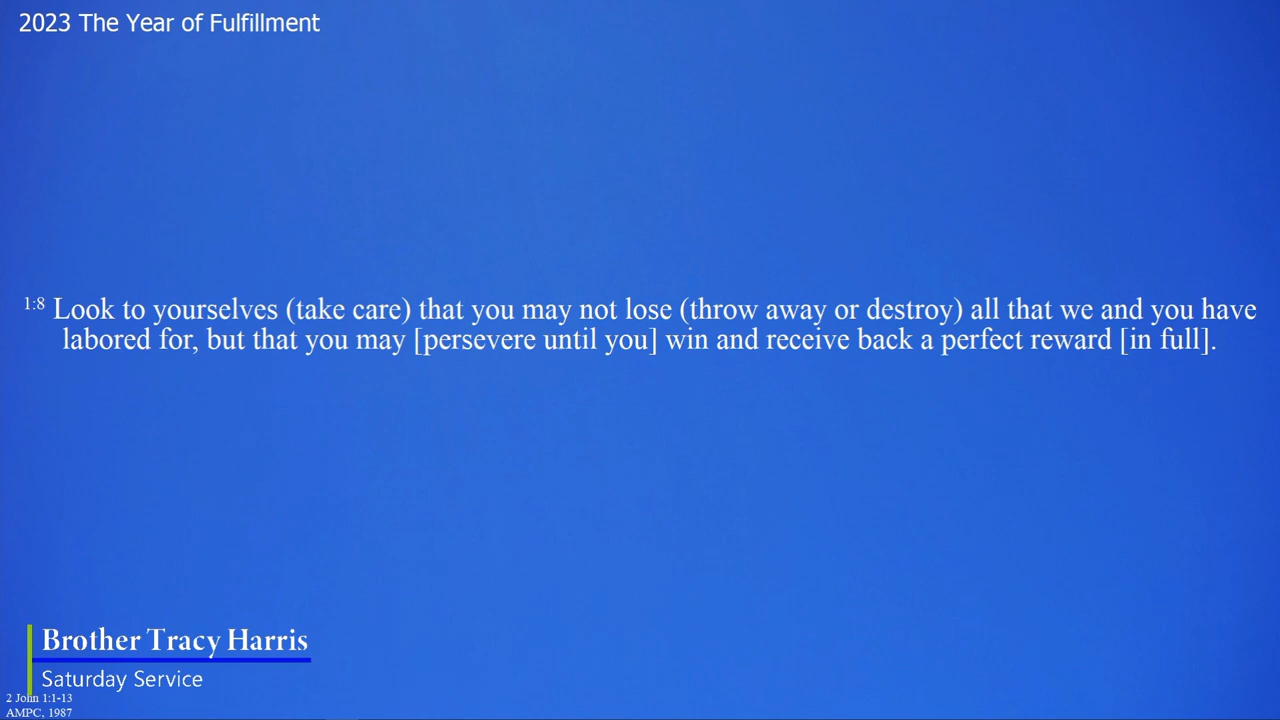 2023 The Year of Fulfillment
1:8 Look to yourselves (take care) that you may not lose (throw away or destroy) all that we and you have
labored for, but that you may [persevere until you] win and receive back a perfect reward [in full].
Brother Tracy Harris
Saturday Service
2 John 1:1-13
AMPC, 1987